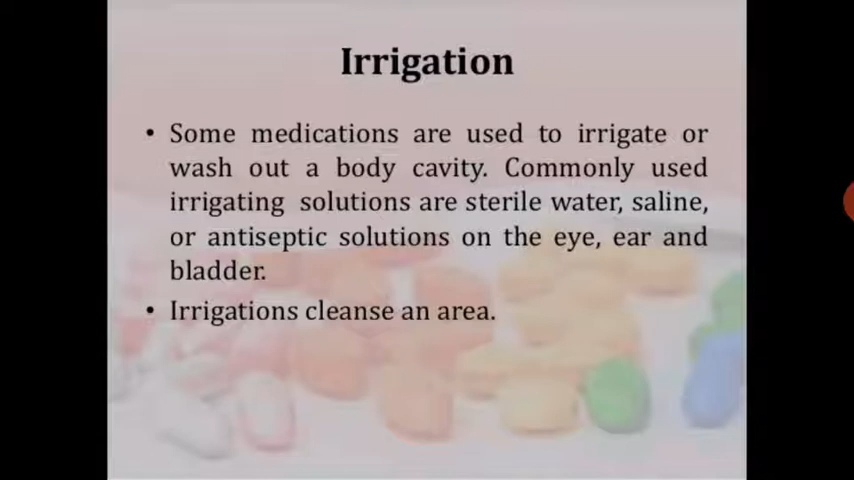 Irrigation
• Some medications are used to irrigate or
wash out a body cavity. Commonly used
irrigating solutions are sterile water, saline,
or antiseptic solutions on the eye, ear and
bladder.
• Irrigations cleanse an area.